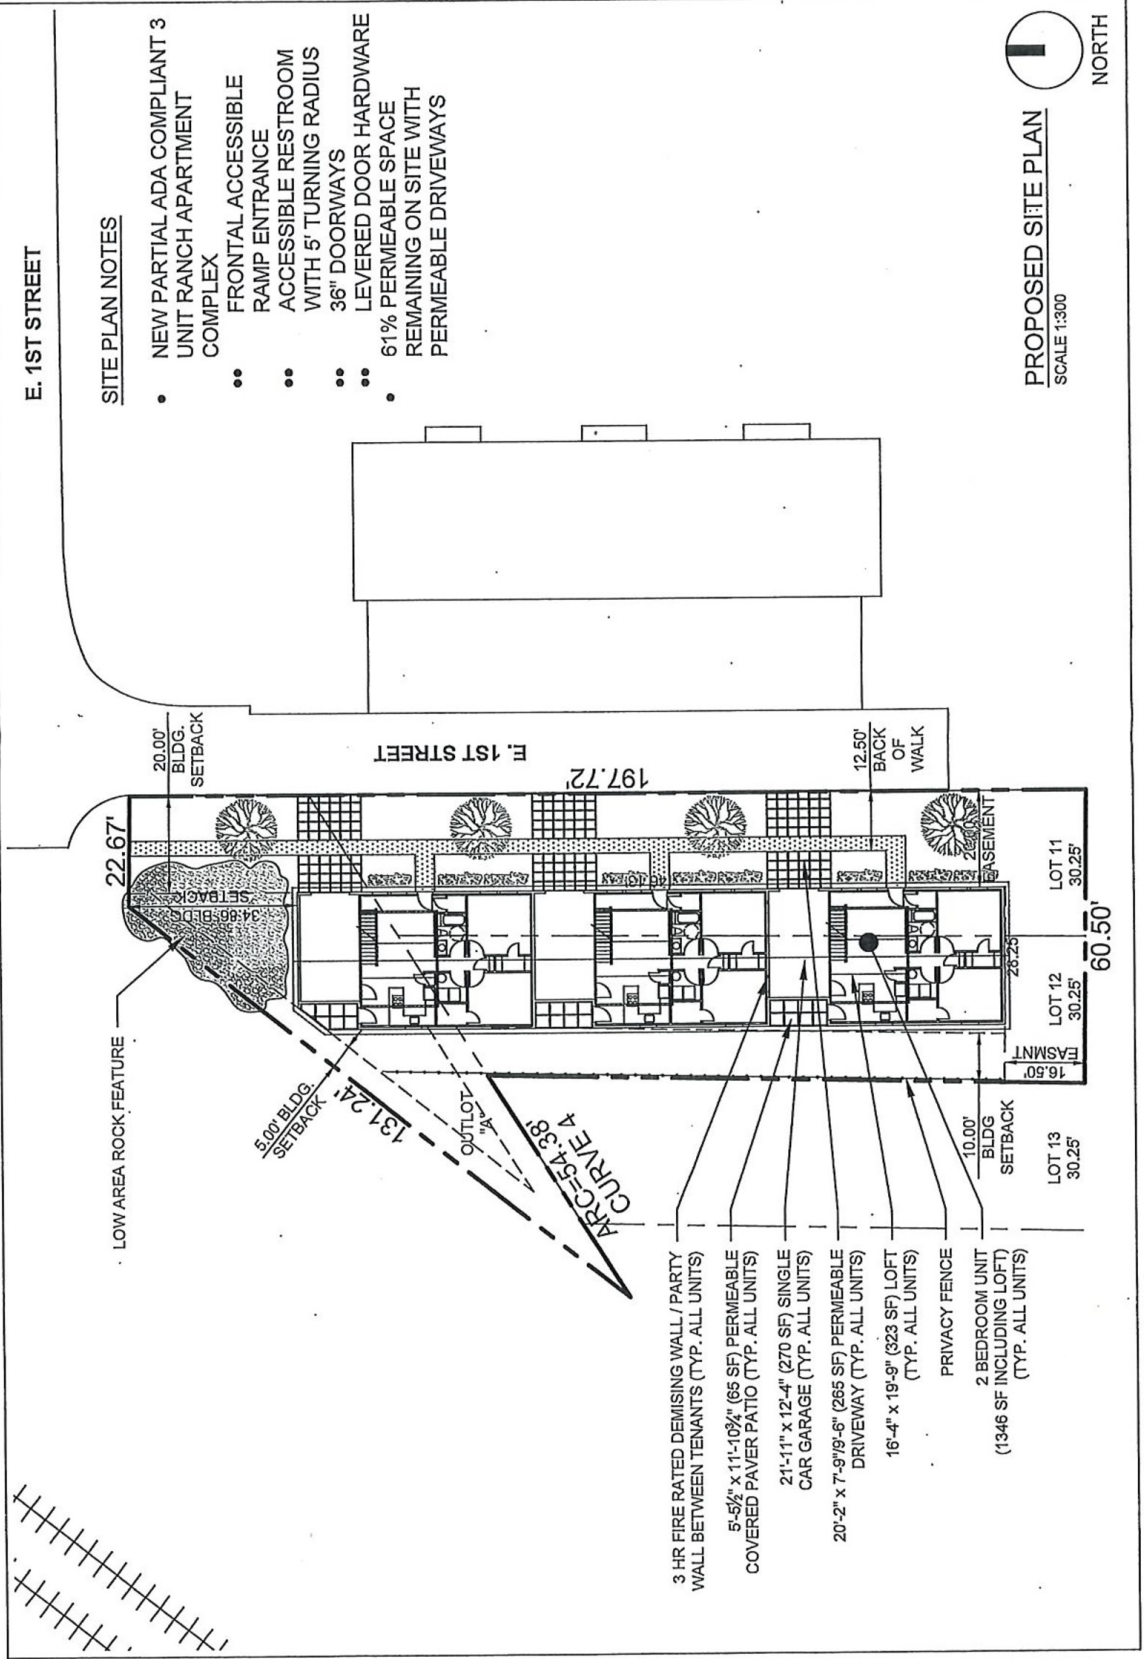 E. 1ST STREET
SITE PLAN NOTES
• NEW PARTIAL ADA COMPLIANT 3
UNIT RANCH APARTMENT
COMPLEX
•• FRONTAL ACCESSIBLE
RAMP ENTRANCE
•• ACCESSIBLE RESTROOM
WITH 5' TURNING RADIUS
•• 36" DOORWAYS
•• LEVERED DOOR HARDWARE
• 61% PERMEABLE SPACE
REMAINING ON SITE WITH
PERMEABLE DRIVEWAYS
LOW AREA ROCK FEATURE
22.67'
20.00'
BLDG.
SETBACK
34.86 BLDG.
SETBACK
5.00' BLDG.
SETBACK
131.24'
OUTLOT
"A"
ARC=54.38'
CURVE 4
E. 1ST STREET
197.72'
12.50'
BACK
OF
WALK
EASEMENT
28.25
16.50'
EASMNT
10.00'
BLDG
SETBACK
LOT 11
30.25'
LOT 12
30.25'
LOT 13
30.25'
60.50'
3 HR FIRE RATED DEMISING WALL / PARTY
WALL BETWEEN TENANTS (TYP. ALL UNITS)
5'-5½" x 11'-10¾" (65 SF) PERMEABLE
COVERED PAVER PATIO (TYP. ALL UNITS)
21'-11" x 12'-4" (270 SF) SINGLE
CAR GARAGE (TYP. ALL UNITS)
20'-2" x 7'-9"/9'-6" (265 SF) PERMEABLE
DRIVEWAY (TYP. ALL UNITS)
16'-4" x 19'-9" (323 SF) LOFT
(TYP. ALL UNITS)
PRIVACY FENCE
2 BEDROOM UNIT
(1346 SF INCLUDING LOFT)
(TYP. ALL UNITS)
PROPOSED SITE PLAN
SCALE 1:300
NORTH